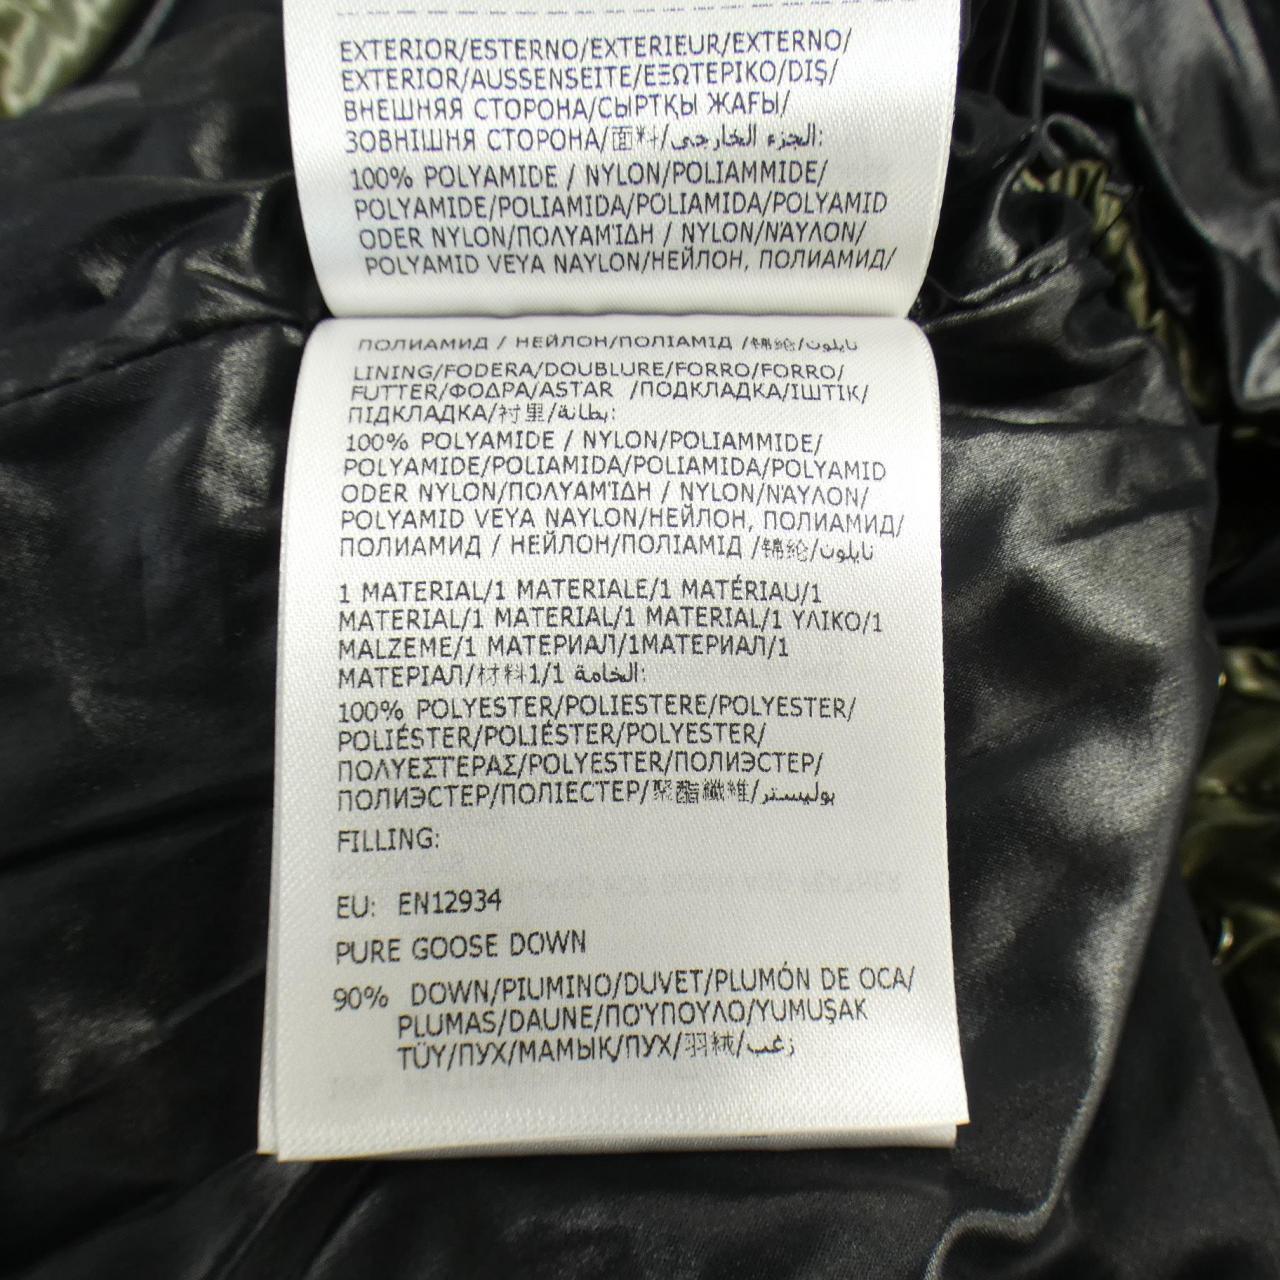 EXTERIOR/ESTERNO/EXTERIEUR/EXTERNO/
EXTERIOR/AUSSENSEITE/ΕΞΩΤΕΡΙΚΟ/DIŞ/
ВНЕШНЯЯ СТОРОНА/СЫРТҚЫ ЖАҒЫ/
ЗОВНІШНЯ СТОРОНА/面料/الجزء الخارجي:
100% POLYAMIDE / NYLON/POLIAMMIDE/
POLYAMIDE/POLIAMIDA/POLIAMIDA/POLYAMID
ODER NYLON/ΠΟΛΥΑΜΊΔΗ / NYLON/ΝΆΥΛΟΝ/
POLYAMID VEYA NAYLON/НЕЙЛОН, ПОЛИАМИД/
ПОЛИАМИД / НЕЙЛОН/ПОЛІАМІД /锦纶/نايلون
LINING/FODERA/DOUBLURE/FORRO/FORRO/
FUTTER/ΦΟΔΡΑ/ASTAR /ПОДКЛАДКА/ІШТІК/
ПІДКЛАДКА/衬里/بطانة:
100% POLYAMIDE / NYLON/POLIAMMIDE/
POLYAMIDE/POLIAMIDA/POLIAMIDA/POLYAMID
ODER NYLON/ΠΟΛΥΑΜΊΔΗ / NYLON/ΝΆΥΛΟΝ/
POLYAMID VEYA NAYLON/НЕЙЛОН, ПОЛИАМИД/
ПОЛИАМИД / НЕЙЛОН/ПОЛІАМІД /锦纶/نايلون
1 MATERIAL/1 MATERIALE/1 MATÉRIAU/1
MATERIAL/1 MATERIAL/1 MATERIAL/1 ΥΛΙΚΟ/1
MALZEME/1 МАТЕРИАЛ/1МАТЕРИАЛ/1
МАТЕРІАЛ/材料1/1 الخامة:
100% POLYESTER/POLIESTERE/POLYESTER/
POLIÉSTER/POLIÉSTER/POLYESTER/
ΠΟΛΥΕΣΤΕΡΑΣ/POLYESTER/ПОЛИЭСТЕР/
ПОЛИЭСТЕР/ПОЛІЕСТЕР/聚酯纖維/بوليستر
FILLING:
EU: EN12934
PURE GOOSE DOWN
90% DOWN/PIUMINO/DUVET/PLUMÓN DE OCA/
PLUMAS/DAUNE/ΠΟΎΠΟΥΛΟ/YUMUŞAK
TÜY/ПУХ/МАМЫҚ/ПУХ/羽絨/زغب